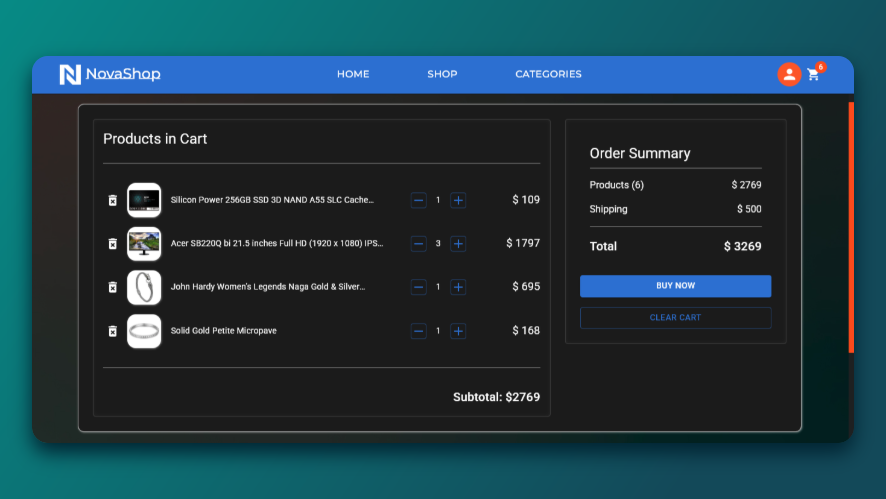 NovaShop HOME SHOP CATEGORIES 6
Products in Cart
Silicon Power 256GB SSD 3D NAND A55 SLC Cache... 1 $ 109
Acer SB220Q bi 21.5 inches Full HD (1920 x 1080) IPS... 3 $ 1797
John Hardy Women's Legends Naga Gold & Silver... 1 $ 695
Solid Gold Petite Micropave 1 $ 168
Subtotal: $2769
Order Summary
Products (6) $ 2769
Shipping $ 500
Total $ 3269
BUY NOW
CLEAR CART